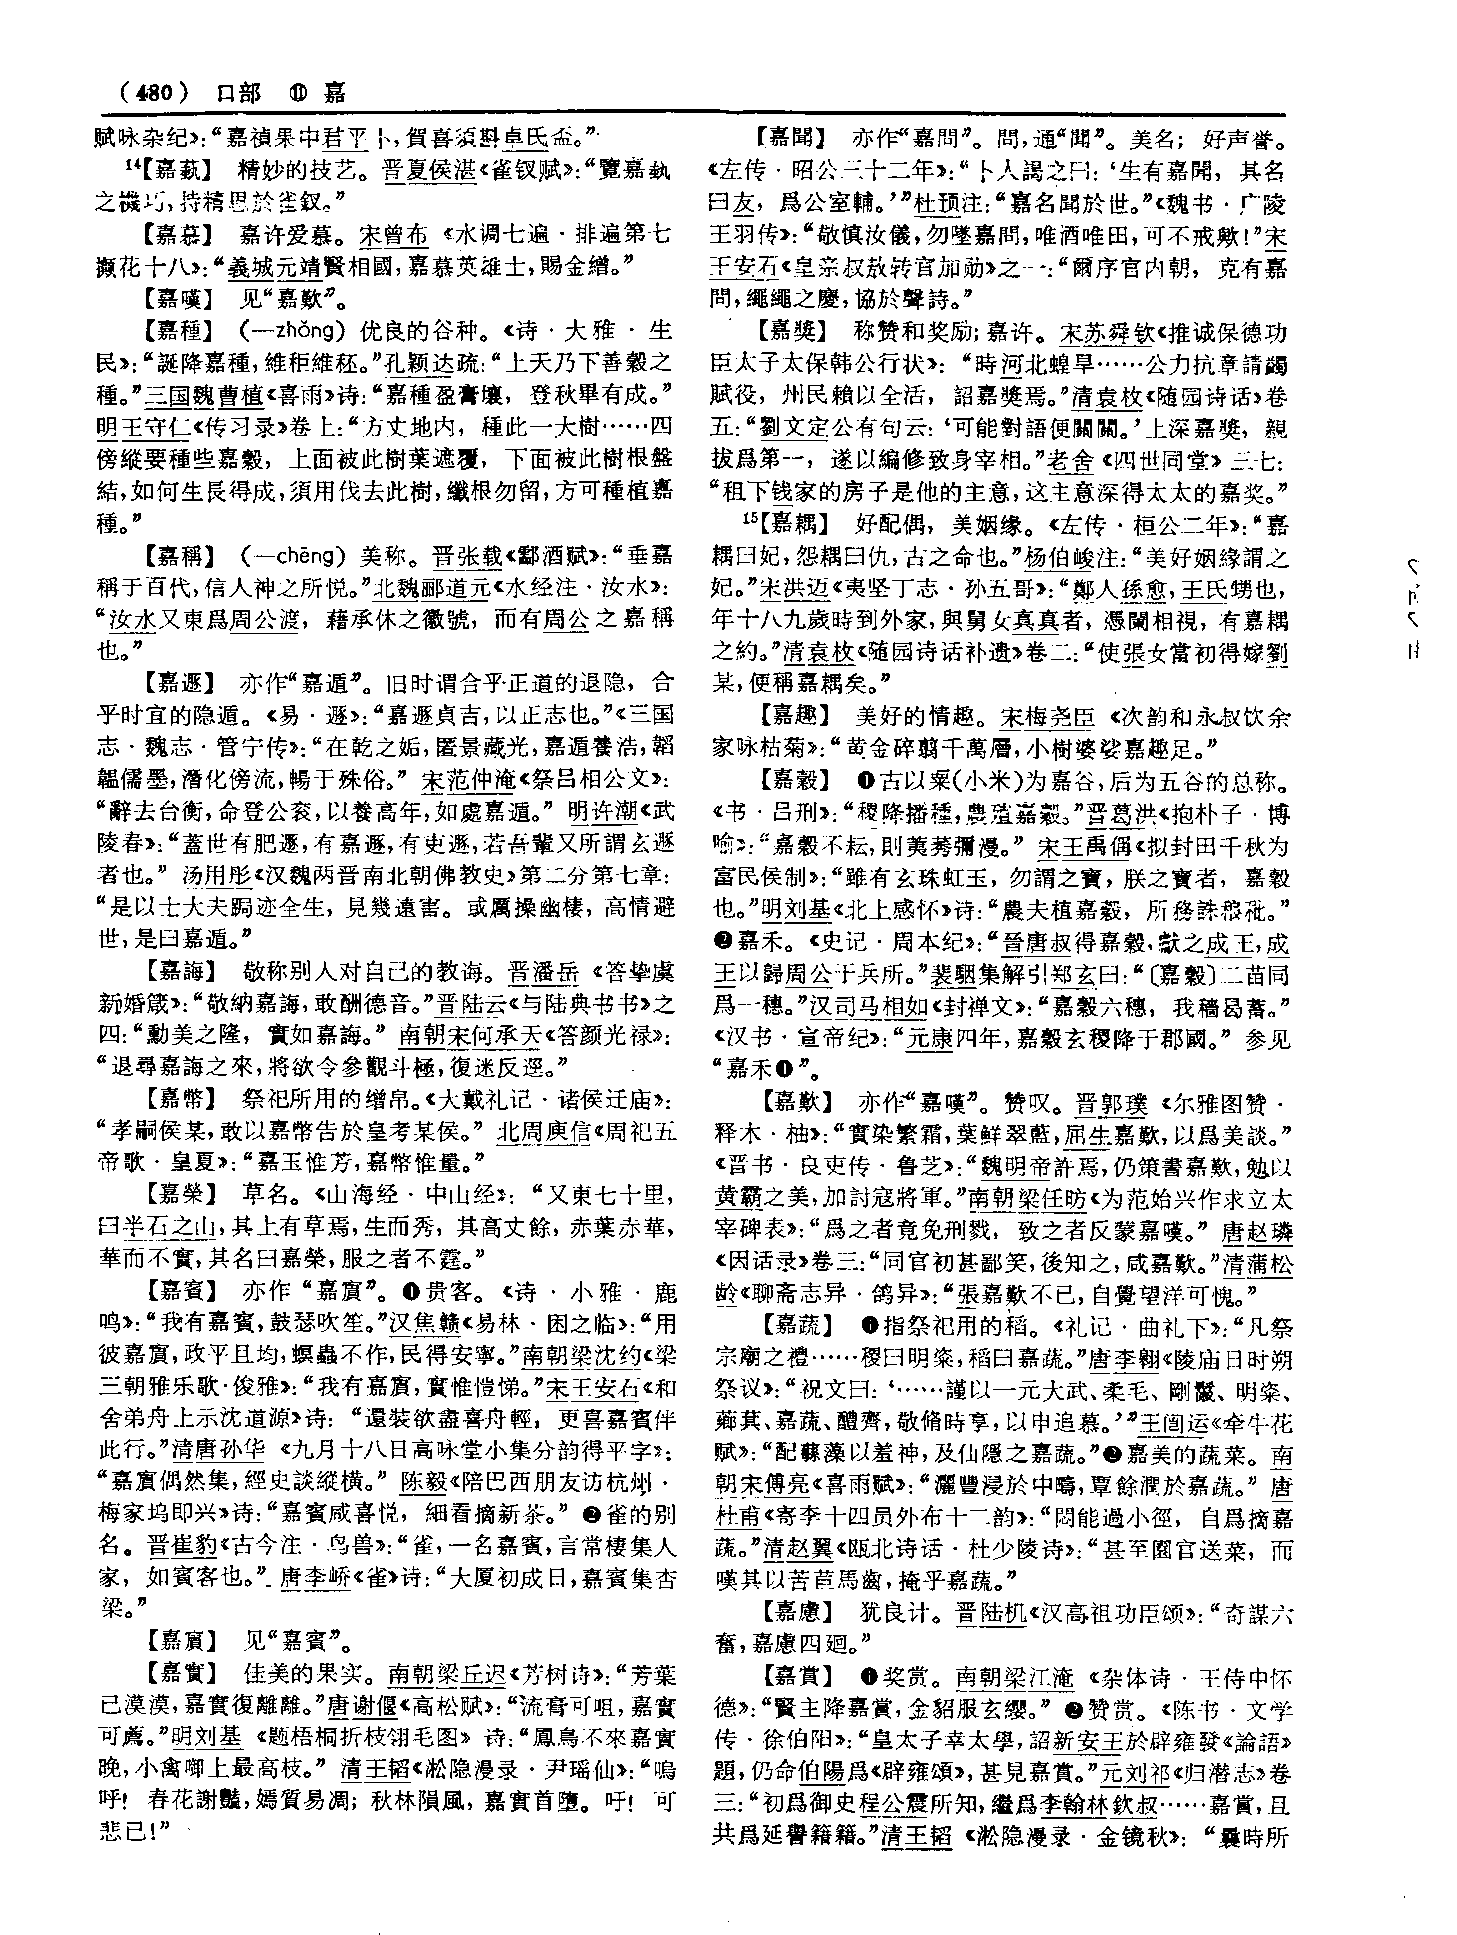 （480） 口部 ⑪ 嘉
赋咏杂纪》：“嘉禎果中君平卜，賀喜須斟卓氏盃。”
14【嘉蓺】 精妙的技艺。晋夏侯湛《雀钗赋》：“覽嘉蓺
之機巧，持精思於雀釵。”
【嘉慕】 嘉许爱慕。宋曾布《水调七遍·排遍第七
攧花十八》：“義城元靖賢相國，嘉慕英雄士，賜金繒。”
【嘉嘆】 见“嘉歎”。
【嘉種】 （—zhǒng）优良的谷种。《诗·大雅·生
民》：“誕降嘉種，維秬維秠。”孔颖达疏：“上天乃下善穀之
種。”三国魏曹植《喜雨》诗：“嘉種盈膏壤，登秋畢有成。”
明王守仁《传习录》卷上：“方丈地内，種此一大樹……四
傍縱要種些嘉穀，上面被此樹葉遮覆，下面被此樹根盤
結，如何生長得成，須用伐去此樹，纖根勿留，方可種植嘉
種。”
【嘉稱】 （—chēng）美称。晋张载《酃酒赋》：“垂嘉
稱于百代，信人神之所悦。”北魏郦道元《水经注·汝水》：
“汝水又東爲周公渡，藉承休之徽號，而有周公之嘉稱
也。”
【嘉遯】 亦作“嘉遁”。旧时谓合乎正道的退隐，合
乎时宜的隐遁。《易·遯》：“嘉遯貞吉，以正志也。”《三国
志·魏志·管宁传》：“在乾之姤，匿景藏光，嘉遁養浩，韜
韞儒墨，潛化傍流，暢于殊俗。”宋范仲淹《祭吕相公文》：
“辭去台衡，命登公衮，以養高年，如處嘉遁。”明许潮《武
陵春》：“蓋世有肥遯，有嘉遯，有吏遯，若吾輩又所謂玄遯
者也。”汤用彤《汉魏两晋南北朝佛教史》第二分第七章：
“是以士大夫跼迹全生，見幾遠害。或厲操幽棲，高情避
世，是曰嘉遁。”
【嘉誨】 敬称别人对自己的教诲。晋潘岳《答挚虞
新婚箴》：“敬納嘉誨，敢酬德音。”晋陆云《与陆典书书》之
四：“勳美之隆，實如嘉誨。”南朝宋何承天《答颜光禄》：
“退尋嘉誨之來，將欲令參觀斗極，復迷反逕。”
【嘉幣】 祭祀所用的缯帛。《大戴礼记·诸侯迁庙》：
“孝嗣侯某，敢以嘉幣告於皇考某侯。”北周庾信《周祀五
帝歌·皇夏》：“嘉玉惟芳，嘉幣惟量。”
【嘉榮】 草名。《山海经·中山经》：“又東七十里，
曰半石之山，其上有草焉，生而秀，其高丈餘，赤葉赤華，
華而不實，其名曰嘉榮，服之者不霆。”
【嘉賓】 亦作“嘉賔”。❶贵客。《诗·小雅·鹿
鸣》：“我有嘉賓，鼓瑟吹笙。”汉焦赣《易林·困之临》：“用
彼嘉賔，政平且均，螟蟲不作，民得安寧。”南朝梁沈约《梁
三朝雅乐歌·俊雅》：“我有嘉賔，實惟愷悌。”宋王安石《和
舍弟舟上示沈道源》诗：“還裝欲盡喜舟輕，更喜嘉賓伴
此行。”清唐孙华《九月十八日高咏堂小集分韵得平字》：
“嘉賔偶然集，經史談縱橫。”陈毅《陪巴西朋友访杭州·
梅家坞即兴》诗：“嘉賓咸喜悦，細看摘新茶。”❷雀的别
名。晋崔豹《古今注·鸟兽》：“雀，一名嘉賓，言常棲集人
家，如賓客也。”唐李峤《雀》诗：“大厦初成日，嘉賓集杏
梁。”
【嘉賔】 见“嘉賓”。
【嘉實】 佳美的果实。南朝梁丘迟《芳树诗》：“芳葉
已漠漠，嘉實復離離。”唐谢偃《高松赋》：“流膏可咀，嘉實
可薦。”明刘基《题梧桐折枝翎毛图》诗：“鳳鳥不來嘉實
晚，小禽啣上最高枝。”清王韬《淞隐漫录·尹瑶仙》：“嗚
呼！春花謝豔，嫣質易凋；秋林隕風，嘉實首墮。吁！可
悲已！”
【嘉聞】 亦作“嘉問”。問，通“聞”。美名；好声誉。
《左传·昭公三十二年》：“卜人謁之曰：‘生有嘉聞，其名
曰友，爲公室輔。’”杜预注：“嘉名聞於世。”《魏书·广陵
王羽传》：“敬慎汝儀，勿墜嘉問，唯酒唯田，可不戒歟！”宋
王安石《皇亲叔敖转官加勋》之一：“爾序官内朝，克有嘉
問，繩繩之慶，協於聲詩。”
【嘉獎】 称赞和奖励；嘉许。宋苏舜钦《推诚保德功
臣太子太保韩公行状》：“時河北蝗旱……公力抗章請蠲
賦役，州民賴以全活，詔嘉獎焉。”清袁枚《随园诗话》卷
五：“劉文定公有句云：‘可能對語便關關。’上深嘉獎，親
拔爲第一，遂以編修致身宰相。”老舍《四世同堂》三七：
“租下钱家的房子是他的主意，这主意深得太太的嘉奖。”
15【嘉耦】 好配偶，美姻缘。《左传·桓公二年》：“嘉
耦曰妃，怨耦曰仇，古之命也。”杨伯峻注：“美好姻緣謂之
妃。”宋洪迈《夷坚丁志·孙五哥》：“鄭人孫愈，王氏甥也，
年十八九歲時到外家，與舅女真真者，憑闌相視，有嘉耦
之約。”清袁枚《随园诗话补遗》卷二：“使張女當初得嫁劉
某，便稱嘉耦矣。”
【嘉趣】 美好的情趣。宋梅尧臣《次韵和永叔饮余
家咏枯菊》：“黄金碎翦千萬層，小樹婆娑嘉趣足。”
【嘉穀】 ❶古以粟（小米）为嘉谷，后为五谷的总称。
《书·吕刑》：“稷降播種，農殖嘉穀。”晋葛洪《抱朴子·博
喻》：“嘉穀不耘，則荑莠彌漫。”宋王禹偁《拟封田千秋为
富民侯制》：“雖有玄珠虹玉，勿謂之寶，朕之寶者，嘉穀
也。”明刘基《北上感怀》诗：“農夫植嘉穀，所務誅稂秕。”
❷嘉禾。《史记·周本纪》：“晉唐叔得嘉穀，獻之成王，成
王以歸周公于兵所。”裴駰集解引郑玄曰：“〔嘉穀〕二苗同
爲一穗。”汉司马相如《封禅文》：“嘉穀六穗，我穡曷蓄。”
《汉书·宣帝纪》：“元康四年，嘉穀玄稷降于郡國。”参见
“嘉禾❶”。
【嘉歎】 亦作“嘉嘆”。赞叹。晋郭璞《尔雅图赞·
释木·柚》：“實染繁霜，葉鮮翠藍，屈生嘉歎，以爲美談。”
《晋书·良吏传·鲁芝》：“魏明帝許焉，仍策書嘉歎，勉以
黄霸之美，加討寇將軍。”南朝梁任昉《为范始兴作求立太
宰碑表》：“爲之者竟免刑戮，致之者反蒙嘉嘆。”唐赵璘
《因话录》卷三：“同官初甚鄙笑，後知之，咸嘉歎。”清蒲松
龄《聊斋志异·鸽异》：“張嘉歎不已，自覺望洋可愧。”
【嘉蔬】 ❶指祭祀用的稻。《礼记·曲礼下》：“凡祭
宗廟之禮……稷曰明粢，稻曰嘉蔬。”唐李翱《陵庙日时朔
祭议》：“祝文曰：‘……謹以一元大武、柔毛、剛鬣、明粢、
薌萁、嘉蔬、醴齊，敬脩時享，以申追慕。’”王闿运《牵牛花
赋》：“配蘇藻以羞神，及仙隱之嘉蔬。”❷嘉美的蔬菜。南
朝宋傅亮《喜雨赋》：“灑豐浸於中疇，覃餘潤於嘉蔬。”唐
杜甫《寄李十四员外布十二韵》：“悶能過小徑，自爲摘嘉
蔬。”清赵翼《瓯北诗话·杜少陵诗》：“甚至園官送菜，而
嘆其以苦苣馬齒，掩乎嘉蔬。”
【嘉慮】 犹良计。晋陆机《汉高祖功臣颂》：“奇謀六
奮，嘉慮四廻。”
【嘉賞】 ❶奖赏。南朝梁江淹《杂体诗·王侍中怀
德》：“賢主降嘉賞，金貂服玄纓。”❷赞赏。《陈书·文学
传·徐伯阳》：“皇太子幸太學，詔新安王於辟雍發《論語》
題，仍命伯陽爲《辟雍頌》，甚見嘉賞。”元刘祁《归潜志》卷
三：“初爲御史程公震所知，繼爲李翰林欽叔……嘉賞，且
共爲延譽籍籍。”清王韬《淞隐漫录·金镜秋》：“曩時所